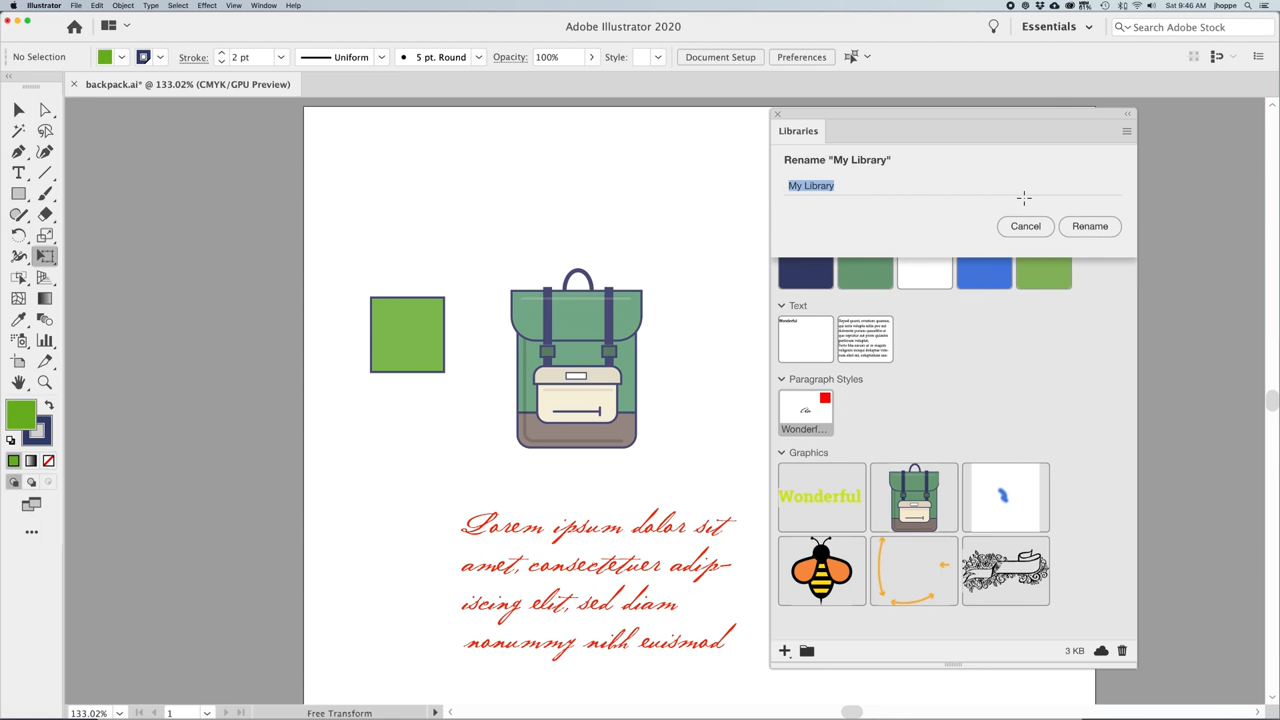 Illustrator File Edit Object Type Select Effect View Window Help
Sat 9:46 AM jhoppe
Adobe Illustrator 2020
Essentials
Search Adobe Stock
No Selection
Stroke: 2 pt
Uniform
5 pt. Round
Opacity: 100%
Style:
Document Setup
Preferences
backpack.ai* @ 133.02% (CMYK/GPU Preview)
Libraries
Rename "My Library"
My Library
Cancel
Rename
Text
Wonderful
Paragraph Styles
Wonderf...
Graphics
Wonderful
Lorem ipsum dolor sit
amet, consectetuer adip-
iscing elit, sed diam
nonummy nibh euismod
3 KB
133.02%
1
Free Transform